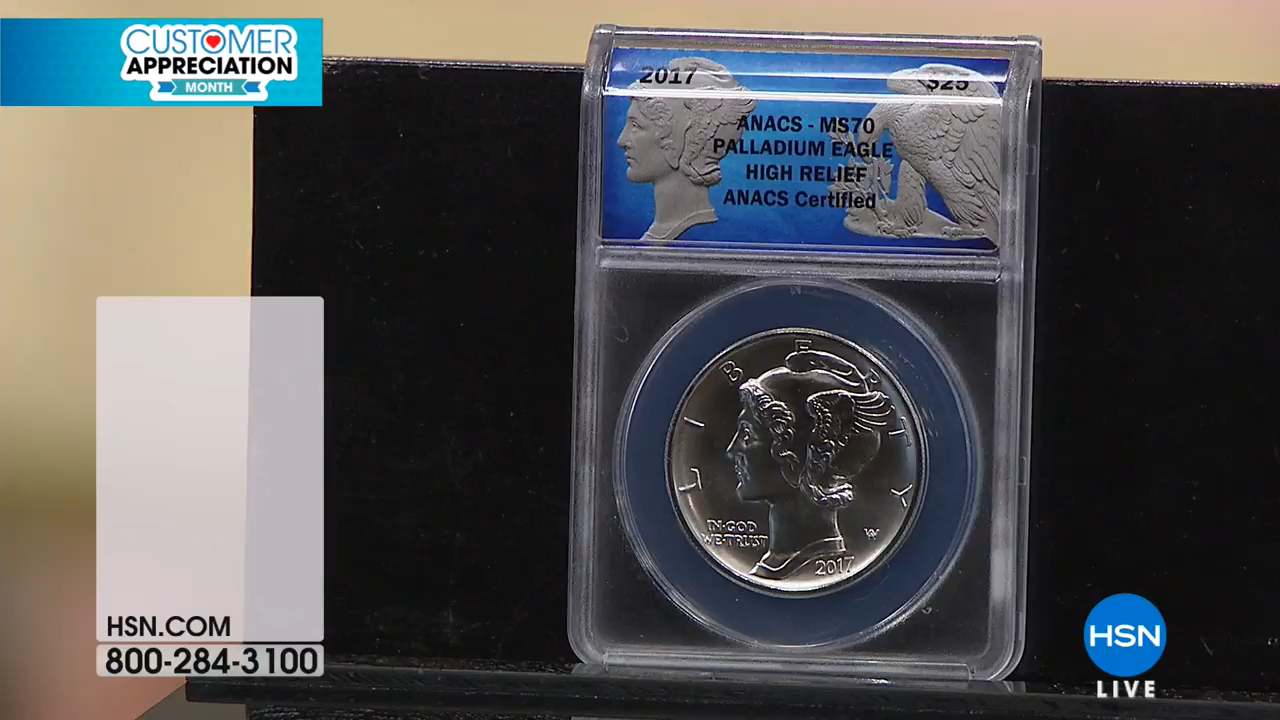 CUSTOMER
APPRECIATION
MONTH
2017 $25
ANACS - MS70
PALLADIUM EAGLE
HIGH RELIEF
ANACS Certified
LIBERTY
IN·GOD
WE·TRUST
2017
HSN.COM
800-284-3100
HSN
LIVE